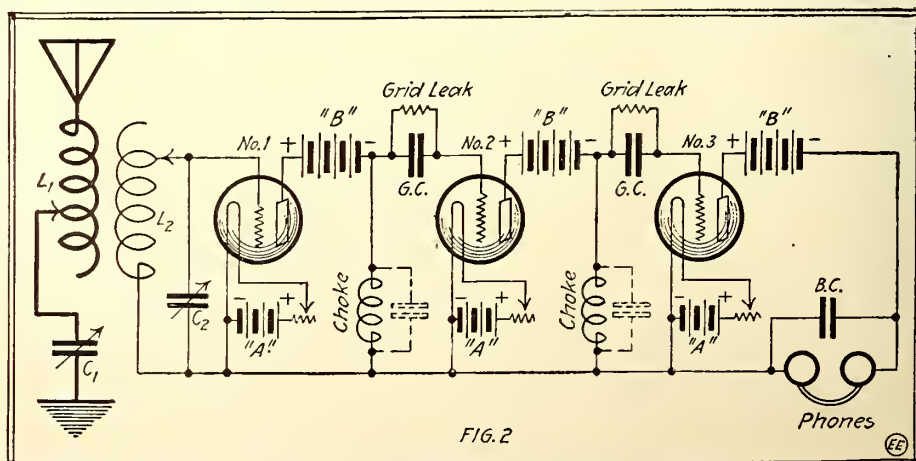 Grid Leak
Grid Leak
"B"
"B"
"B"
No.1 + -
No.2 + -
No.3 + -
G.C.
G.C.
L₁
L₂
Choke
Choke
B.C.
- +
- +
- +
C₂
"A"
"A"
"A"
C₁
Phones
FIG. 2
EE